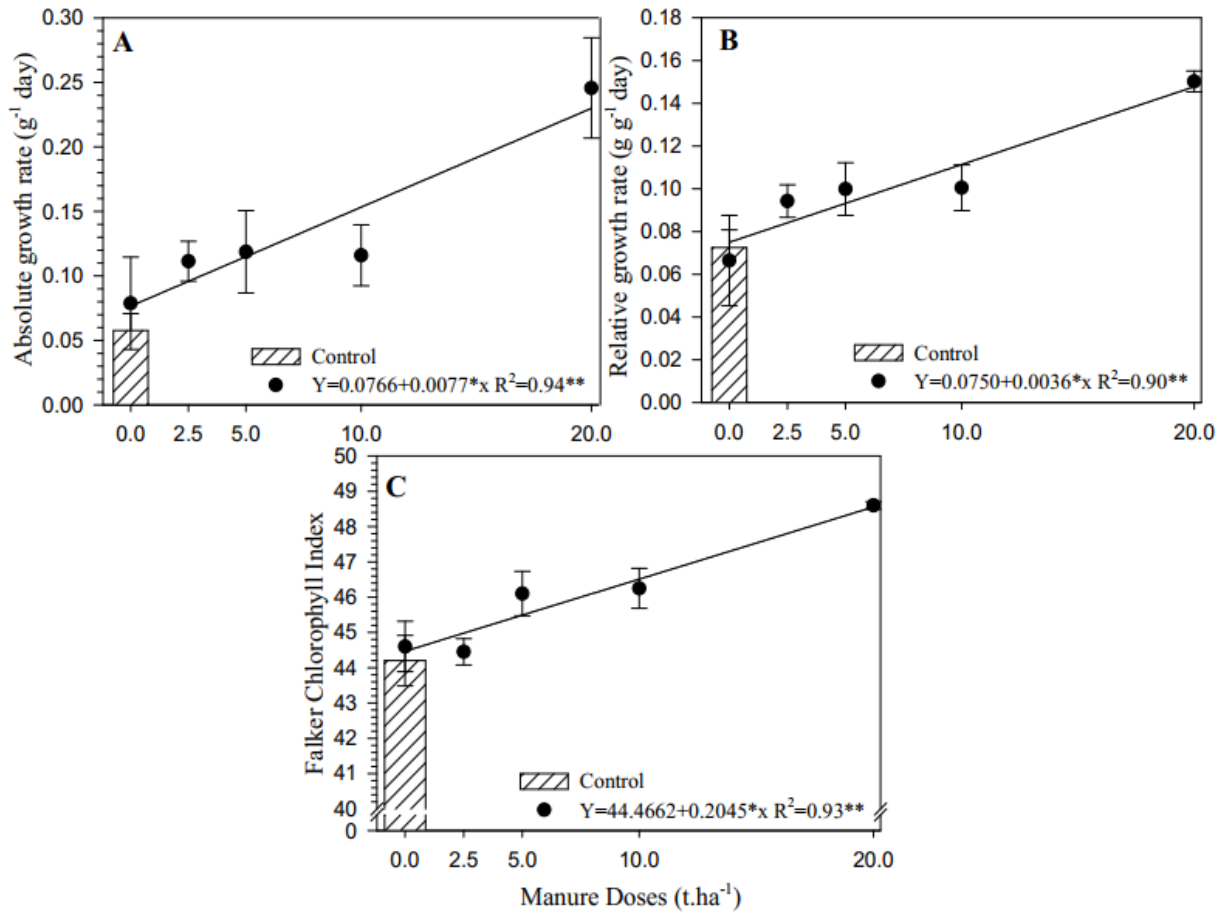 A
Absolute growth rate (g⁻¹ day)
0.30
0.25
0.20
0.15
0.10
0.05
0.00
Control
Y=0.0766+0.0077*x R²=0.94**
0.0 2.5 5.0 10.0 20.0
B
Relative growth rate (g g⁻¹ day)
0.18
0.16
0.14
0.12
0.10
0.08
0.06
0.04
0.02
0.00
Control
Y=0.0750+0.0036*x R²=0.90**
0.0 2.5 5.0 10.0 20.0
C
Falker Chlorophyll Index
50
49
48
47
46
45
44
43
42
41
40
0
Control
Y=44.4662+0.2045*x R²=0.93**
0.0 2.5 5.0 10.0 20.0
Manure Doses (t.ha⁻¹)